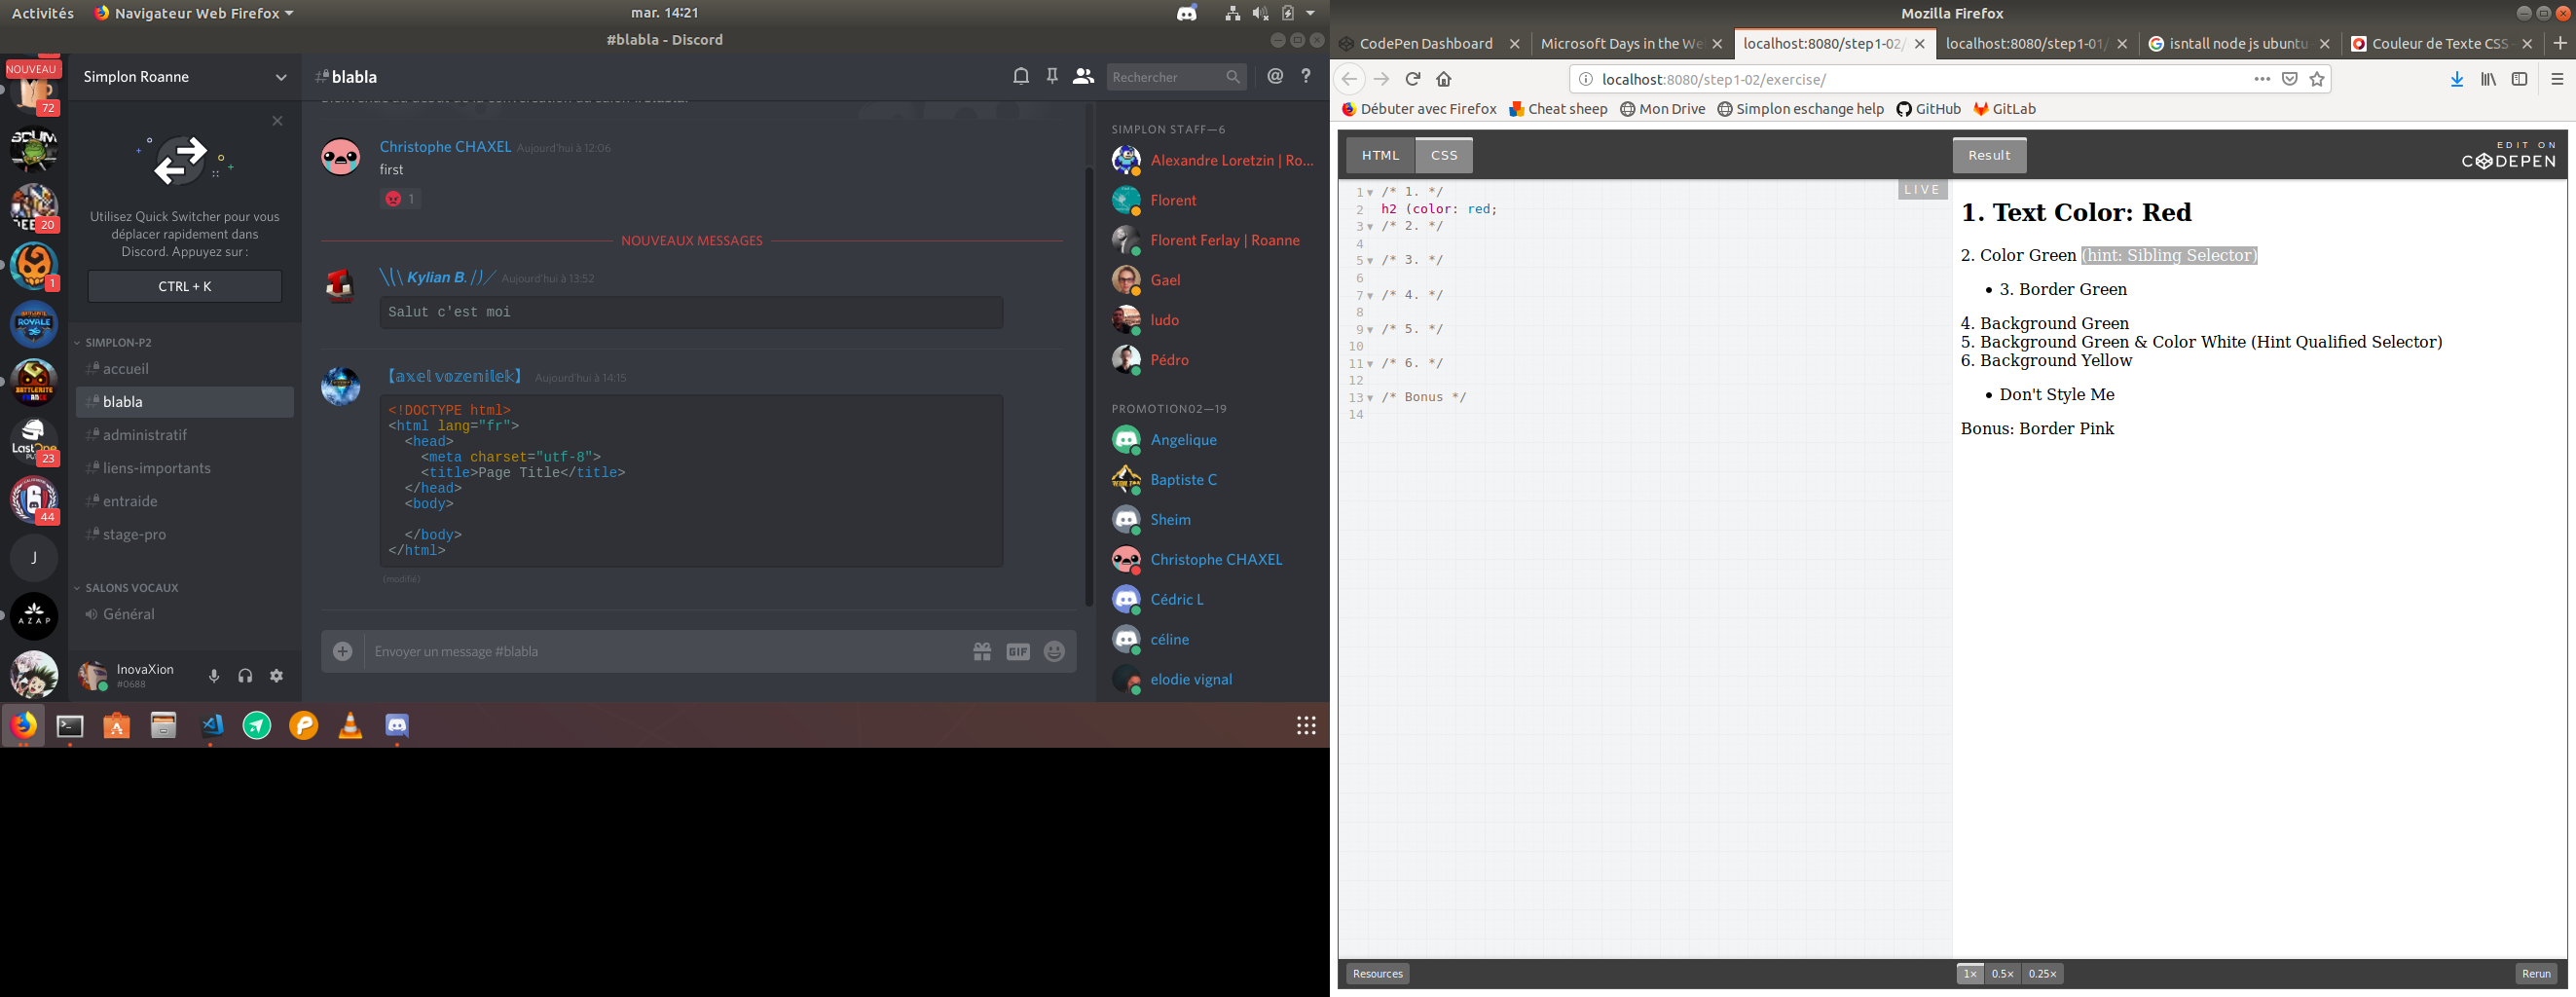 Activités
Navigateur Web Firefox
mar. 14:21
#blabla - Discord
NOUVEAU
72
20
1
23
44
J
AZAP
Simplon Roanne
Utilisez Quick Switcher pour vous
déplacer rapidement dans
Discord. Appuyez sur :
CTRL + K
SIMPLON-P2
accueil
blabla
administratif
liens-importants
entraide
stage-pro
SALONS VOCAUX
Général
InovaXion
#0688
blabla
Rechercher
Christophe CHAXEL Aujourd'hui à 12:06
first
1
NOUVEAUX MESSAGES
Kylian B. Aujourd'hui à 13:52
Salut c'est moi
【axel vozenilek】 Aujourd'hui à 14:15
<!DOCTYPE html>
<html lang="fr">
<head>
<meta charset="utf-8">
<title>Page Title</title>
</head>
<body>
</body>
</html>
(modifié)
Envoyer un message #blabla
GIF
SIMPLON STAFF—6
Alexandre Loretzin | Ro...
Florent
Florent Ferlay | Roanne
Gael
ludo
Pédro
PROMOTION02—19
Angelique
Baptiste C
Sheim
Christophe CHAXEL
Cédric L
céline
elodie vignal
Mozilla Firefox
CodePen Dashboard
Microsoft Days in the We
localhost:8080/step1-02/
localhost:8080/step1-01/
isntall node js ubuntu
Couleur de Texte CSS
localhost:8080/step1-02/exercise/
Débuter avec Firefox
Cheat sheep
Mon Drive
Simplon eschange help
GitHub
GitLab
HTML
CSS
Result
EDIT ON
CODEPEN
LIVE
1 /* 1. */
2 h2 (color: red;
3 /* 2. */
4
5 /* 3. */
6
7 /* 4. */
8
9 /* 5. */
10
11 /* 6. */
12
13 /* Bonus */
14
1. Text Color: Red
2. Color Green (hint: Sibling Selector)
• 3. Border Green
4. Background Green
5. Background Green & Color White (Hint Qualified Selector)
6. Background Yellow
• Don't Style Me
Bonus: Border Pink
Resources
1×
0.5×
0.25×
Rerun